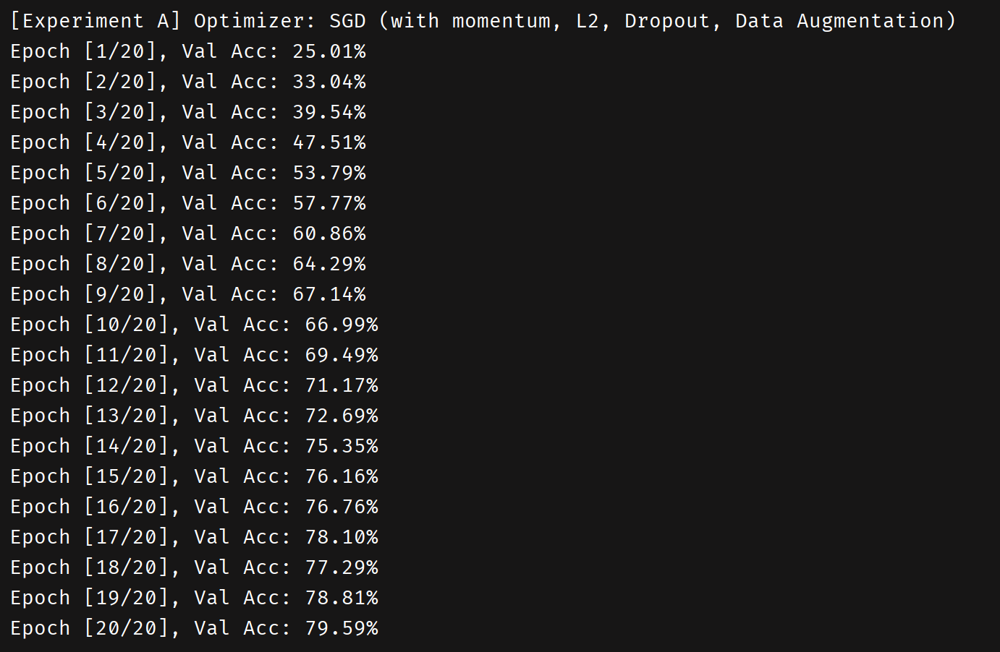 [Experiment A] Optimizer: SGD (with momentum, L2, Dropout, Data Augmentation)
Epoch [1/20], Val Acc: 25.01%
Epoch [2/20], Val Acc: 33.04%
Epoch [3/20], Val Acc: 39.54%
Epoch [4/20], Val Acc: 47.51%
Epoch [5/20], Val Acc: 53.79%
Epoch [6/20], Val Acc: 57.77%
Epoch [7/20], Val Acc: 60.86%
Epoch [8/20], Val Acc: 64.29%
Epoch [9/20], Val Acc: 67.14%
Epoch [10/20], Val Acc: 66.99%
Epoch [11/20], Val Acc: 69.49%
Epoch [12/20], Val Acc: 71.17%
Epoch [13/20], Val Acc: 72.69%
Epoch [14/20], Val Acc: 75.35%
Epoch [15/20], Val Acc: 76.16%
Epoch [16/20], Val Acc: 76.76%
Epoch [17/20], Val Acc: 78.10%
Epoch [18/20], Val Acc: 77.29%
Epoch [19/20], Val Acc: 78.81%
Epoch [20/20], Val Acc: 79.59%